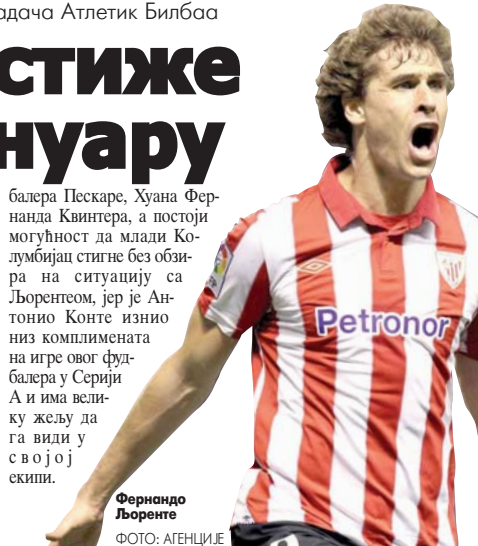 адача Атлетик Билбаа
стиже
нуару
балера Пескаре, Хуана Фер-
нанда Квинтера, а постоји
могућност да млади Ко-
лумбијац стигне без обзи-
ра на ситуацију са
Љорентеом, јер је Ан-
тонио Конте изнио
низ комплимената
на игре овог фуд-
балера у Серији
А и има вели-
ку жељу да
га види у
својој
екипи.
Petronor
Фернандо
Љоренте
ФОТО: АГЕНЦИЈЕ